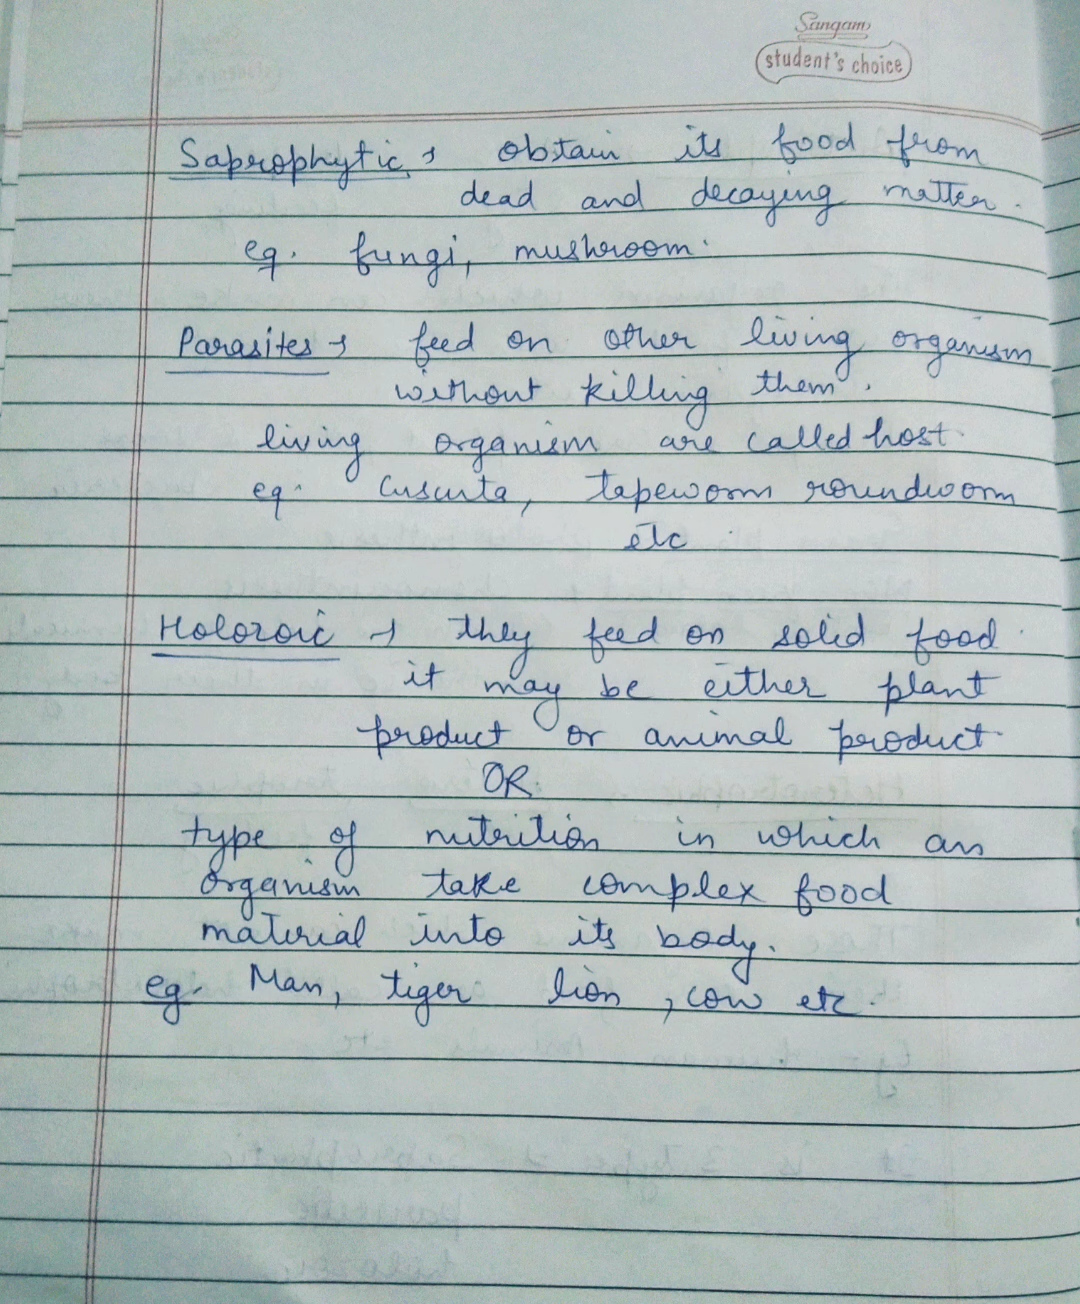 Sangam
student's choice
Saprophytic → obtain its food from
dead and decaying matter.
eg. fungi, mushroom.
Parasites → feed on other living organism
without killing them.
living organism are called host.
eg. Cuscuta, tapeworm roundworm
etc
Holozoic → they feed on solid food.
it may be either plant
product or animal product.
OR
type of nutrition in which an
organism take complex food
material into its body.
eg. Man, tiger lion, cow etc.